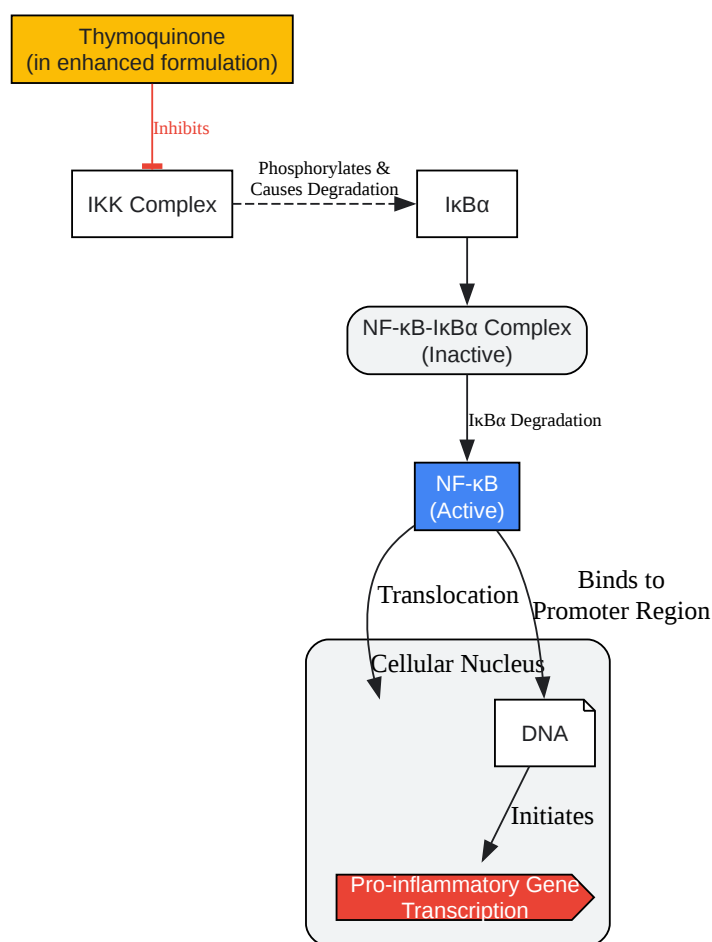 Thymoquinone
(in enhanced formulation)
Inhibits
Phosphorylates &
Causes Degradation
IKK Complex
IκBα
NF-κB-IκBα Complex
(Inactive)
IκBα Degradation
NF-κB
(Active)
Translocation
Binds to
Promoter Region
Cellular Nucleus
DNA
Initiates
Pro-inflammatory Gene
Transcription